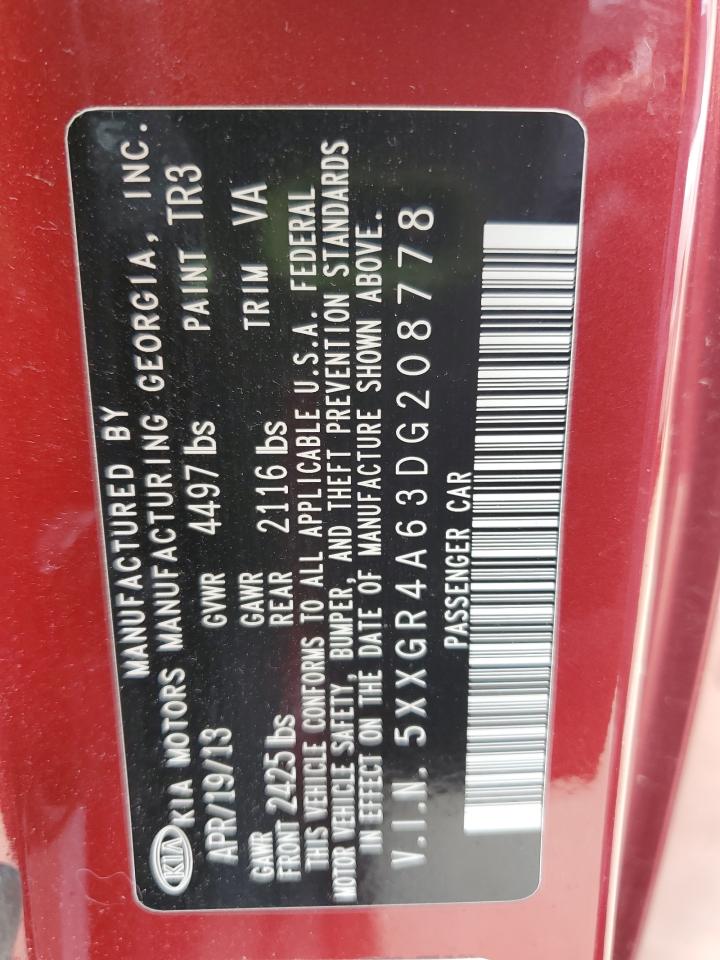 MANUFACTURED BY
KIA KIA MOTORS MANUFACTURING GEORGIA, INC.
APR/19/13 GVWR 4497 lbs PAINT TR3
GAWR GAWR
FRONT 2425 lbs REAR 2116 lbs TRIM VA
THIS VEHICLE CONFORMS TO ALL APPLICABLE U.S.A. FEDERAL
MOTOR VEHICLE SAFETY, BUMPER, AND THEFT PREVENTION STANDARDS
IN EFFECT ON THE DATE OF MANUFACTURE SHOWN ABOVE.
V.I.N. 5XXGR4A63DG208778
PASSENGER CAR